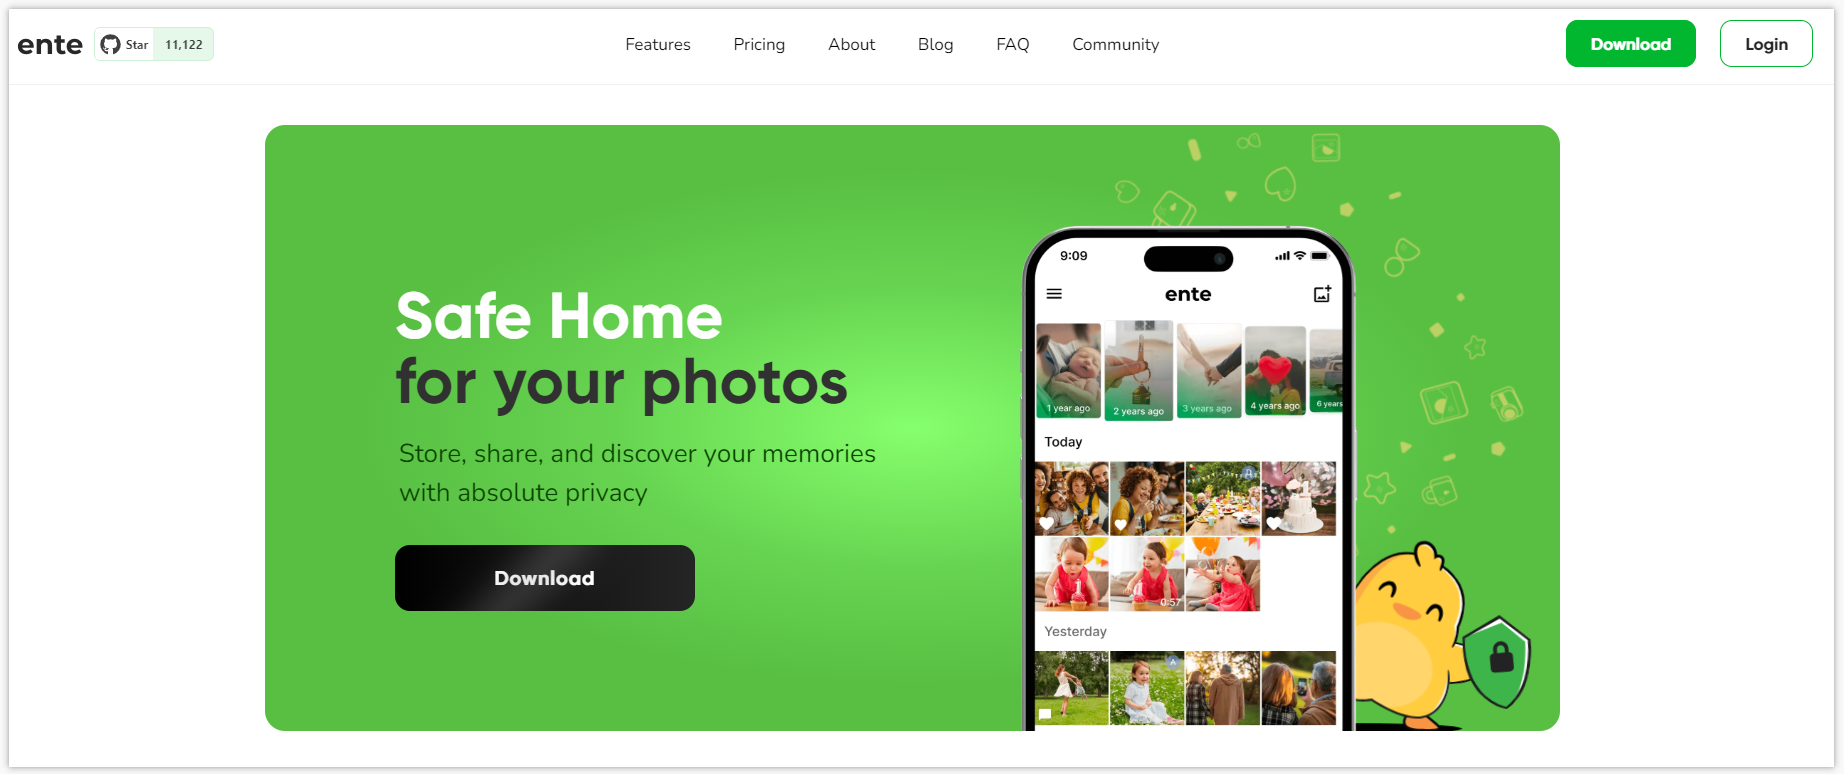 ente
Star
11,122
Features
Pricing
About
Blog
FAQ
Community
Download
Login
Safe Home
for your photos
Store, share, and discover your memories
with absolute privacy
Download
9:09
ente
1 year ago
2 years ago
3 years ago
4 years ago
6 years
Today
0:57
Yesterday
A